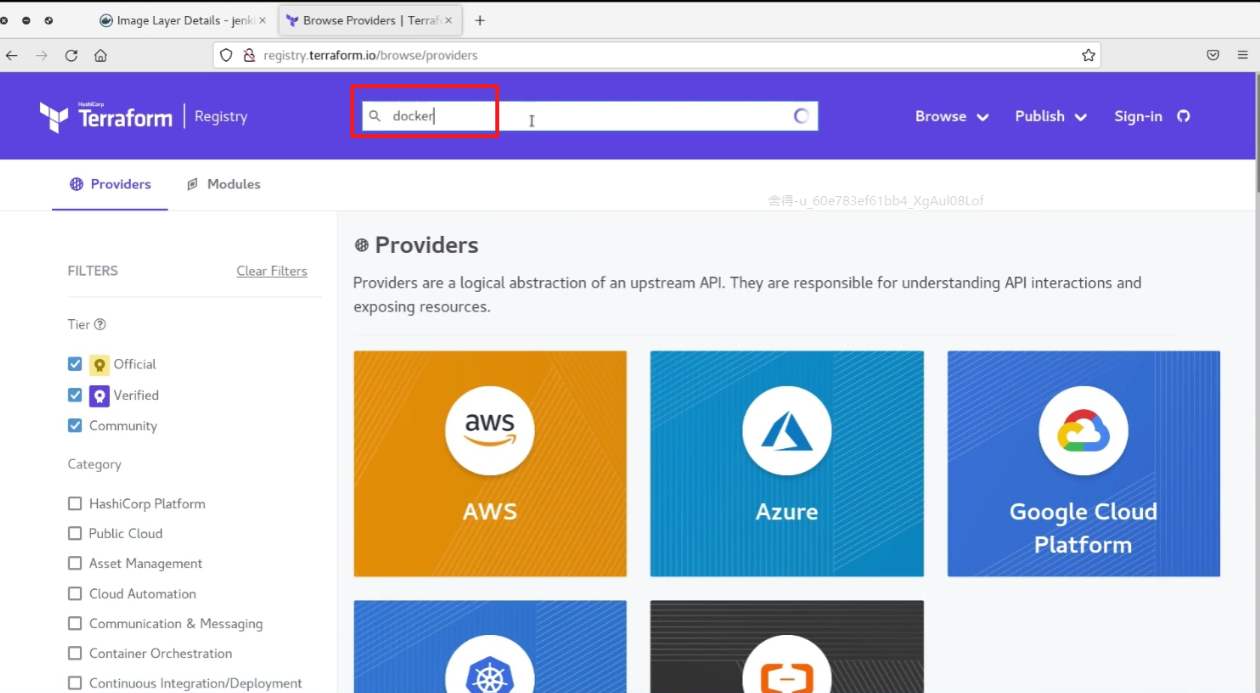 Image Layer Details - jenki
Browse Providers | Terraf
registry.terraform.io/browse/providers
HashiCorp
Terraform
Registry
docker
Browse
Publish
Sign-in
Providers
Modules
舍得-u_60e783ef61bb4_XgAul08Lof
FILTERS
Clear Filters
Providers
Providers are a logical abstraction of an upstream API. They are responsible for understanding API interactions and
exposing resources.
Tier
Official
Verified
Community
Category
HashiCorp Platform
Public Cloud
Asset Management
Cloud Automation
Communication & Messaging
Container Orchestration
Continuous Integration/Deployment
aws
AWS
Azure
Google Cloud
Platform